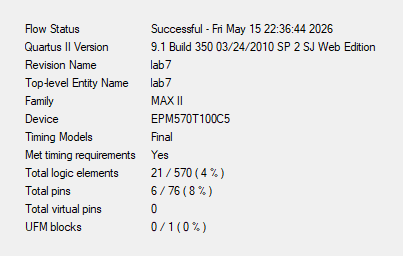 Flow Status Successful - Fri May 15 22:36:44 2026
Quartus II Version 9.1 Build 350 03/24/2010 SP 2 SJ Web Edition
Revision Name lab7
Top-level Entity Name lab7
Family MAX II
Device EPM570T100C5
Timing Models Final
Met timing requirements Yes
Total logic elements 21 / 570 ( 4 % )
Total pins 6 / 76 ( 8 % )
Total virtual pins 0
UFM blocks 0 / 1 ( 0 % )